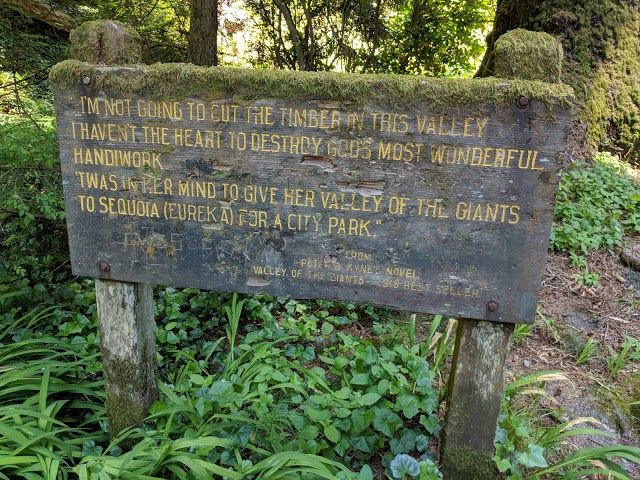 I'M NOT GOING TO CUT THE TIMBER IN THIS VALLEY
I HAVEN'T THE HEART TO DESTROY GOD'S MOST WONDERFUL
HANDIWORK.
'TWAS IN HER MIND TO GIVE HER VALLEY OF THE GIANTS
TO SEQUOIA (EUREKA) FOR A CITY PARK."
FROM
PETER B KYNE'S NOVEL
VALLEY OF THE GIANTS 1918 BEST SELLER